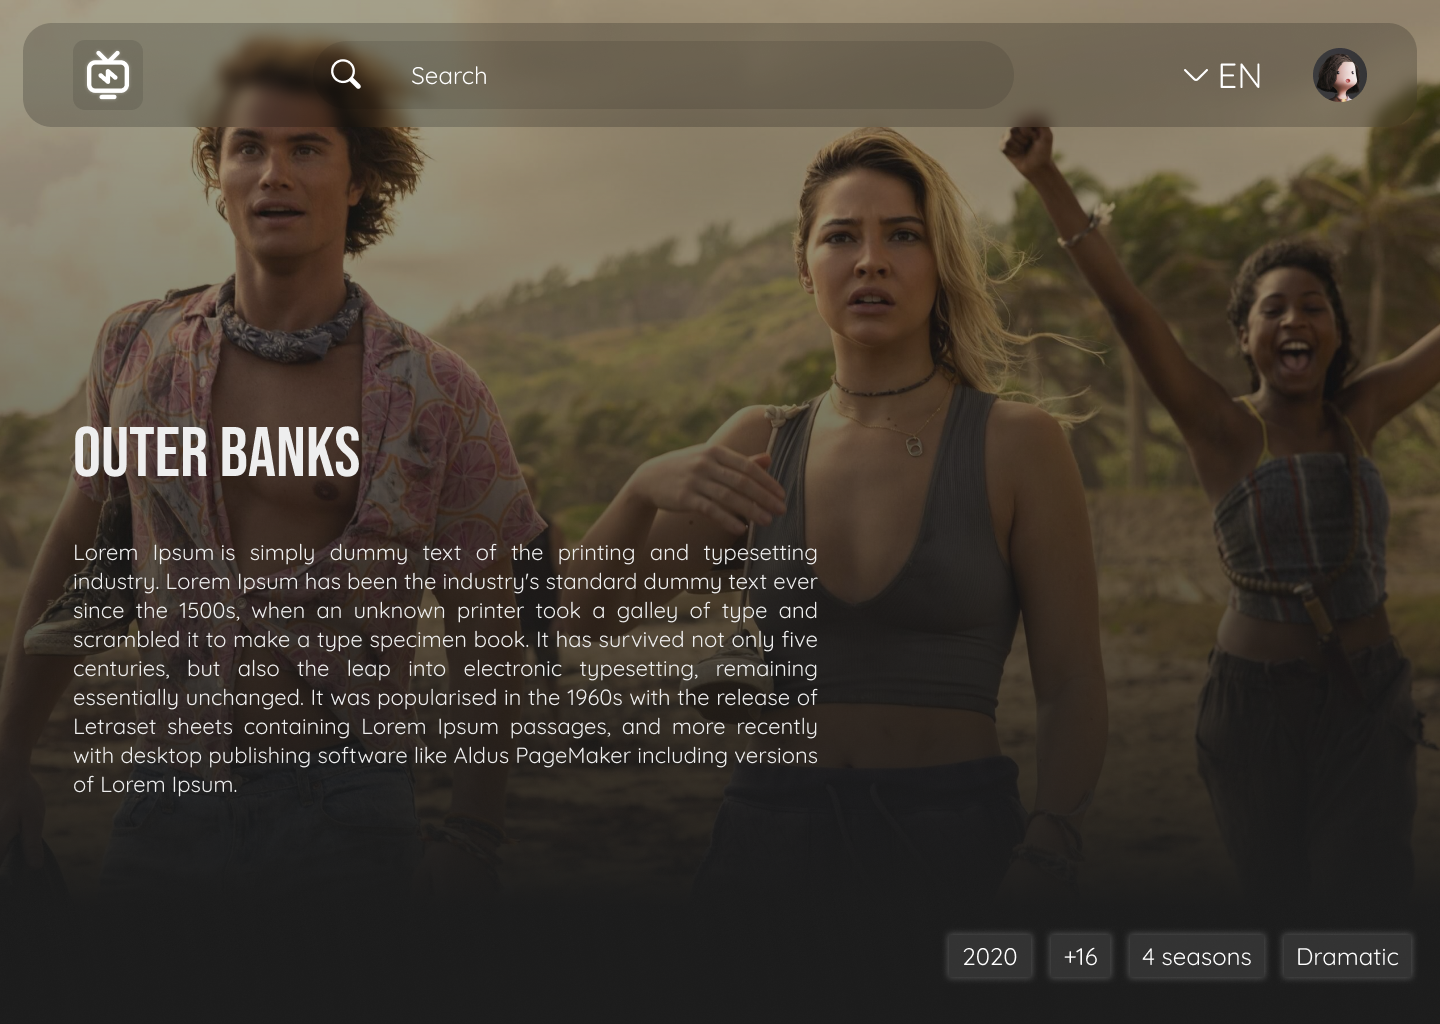 Search
EN
OUTER BANKS
Lorem Ipsum is simply dummy text of the printing and typesetting
industry. Lorem Ipsum has been the industry's standard dummy text ever
since the 1500s, when an unknown printer took a galley of type and
scrambled it to make a type specimen book. It has survived not only five
centuries, but also the leap into electronic typesetting, remaining
essentially unchanged. It was popularised in the 1960s with the release of
Letraset sheets containing Lorem Ipsum passages, and more recently
with desktop publishing software like Aldus PageMaker including versions
of Lorem Ipsum.
2020
+16
4 seasons
Dramatic